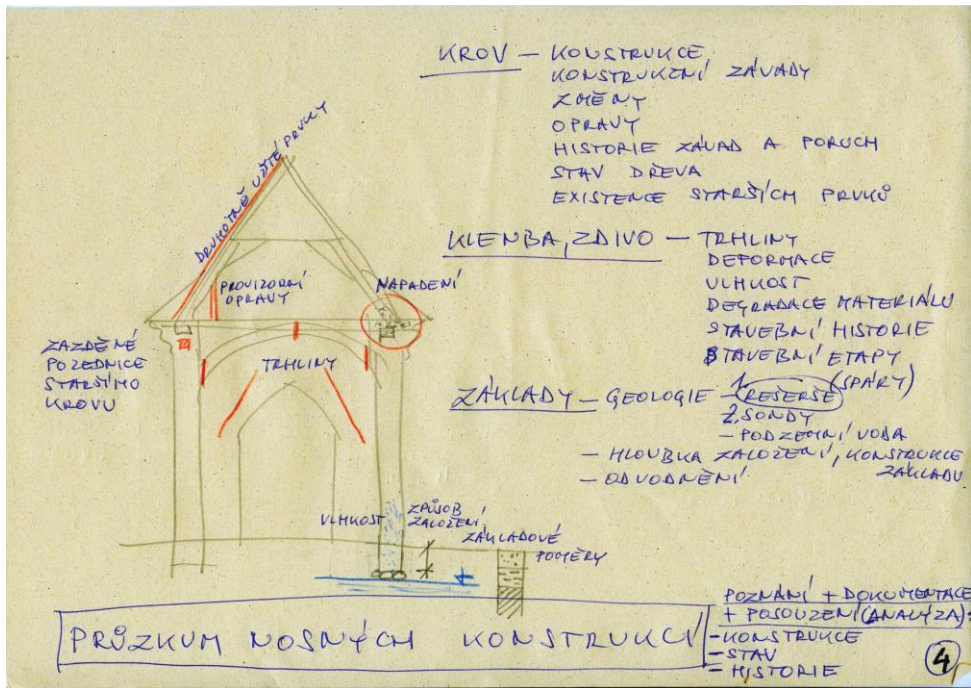 KROV – KONSTRUKCE
KONSTRUKČNÍ ZÁVADY
ZMĚNY
OPRAVY
HISTORIE ZÁVAD A PORUCH
STAV DŘEVA
EXISTENCE STARŠÍCH PRVKŮ
KLENBA, ZDIVO – TRHLINY
DEFORMACE
VLHKOST
DEGRADACE MATERIÁLU
STAVEBNÍ HISTORIE
STAVEBNÍ ETAPY
(SPÁRY)
ZÁKLADY – GEOLOGIE – 1. REŠERŠE
2. SONDY
– PODZEMNÍ VODA
– HLOUBKA ZALOŽENÍ, KONSTRUKCE
ZÁKLADU
– ODVODNĚNÍ
DRUHOTNĚ UŽITÉ PRVKY
PROVIZORNÍ
OPRAVY
NAPADENÍ
ZAZDĚNÉ
POZEDNICE
STARŠÍHO
KROVU
TRHLINY
VLHKOST
ZPŮSOB
ZALOŽENÍ,
ZÁKLADOVÉ
POMĚRY
PRŮZKUM NOSNÝCH KONSTRUKCÍ
POZNÁNÍ + DOKUMENTACE
+ POSOUZENÍ (ANALÝZA):
– KONSTRUKCE
– STAV
– HISTORIE
4